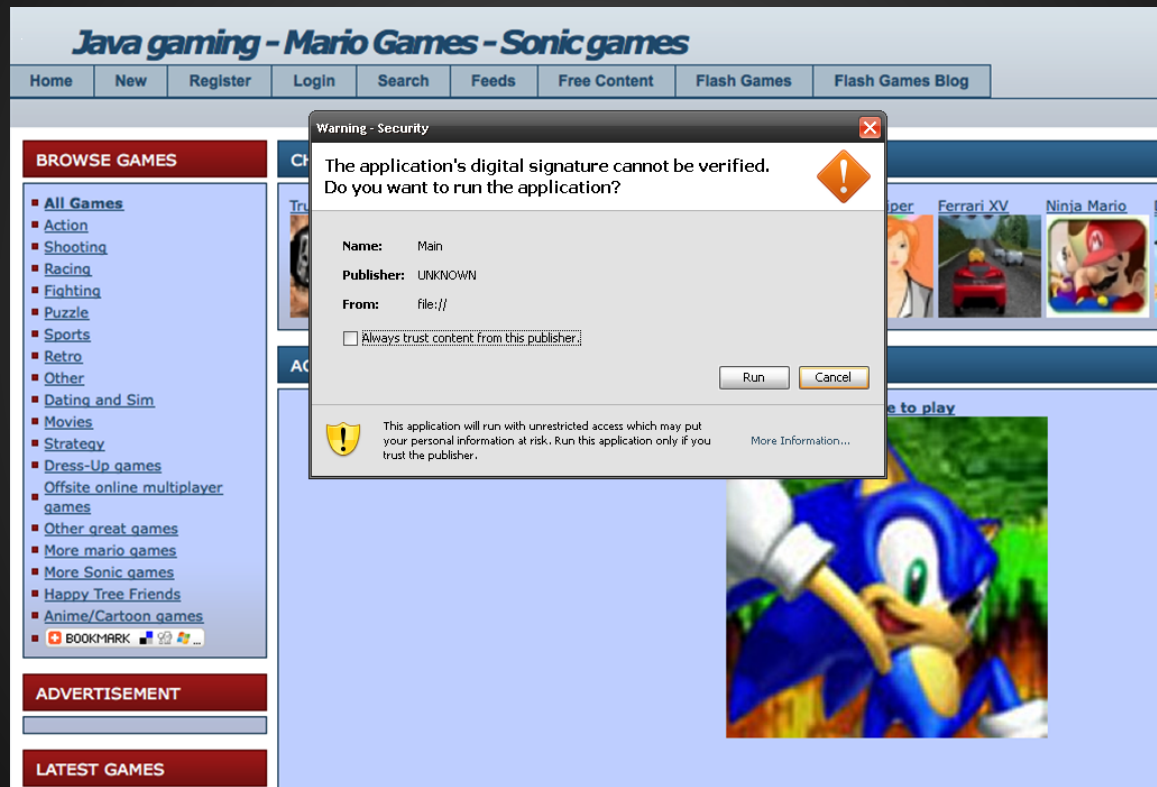 Java gaming - Mario Games - Sonic games
Home New Register Login Search Feeds Free Content Flash Games Flash Games Blog
Warning - Security
The application's digital signature cannot be verified.
Do you want to run the application?
Name: Main
Publisher: UNKNOWN
From: file://
Always trust content from this publisher.
Run Cancel
This application will run with unrestricted access which may put
your personal information at risk. Run this application only if you
trust the publisher.
More Information...
BROWSE GAMES
All Games
Action
Shooting
Racing
Fighting
Puzzle
Sports
Retro
Other
Dating and Sim
Movies
Strategy
Dress-Up games
Offsite online multiplayer
games
Other great games
More mario games
More Sonic games
Happy Tree Friends
Anime/Cartoon games
BOOKMARK
ADVERTISEMENT
LATEST GAMES
Ferrari XV Ninja Mario
to play